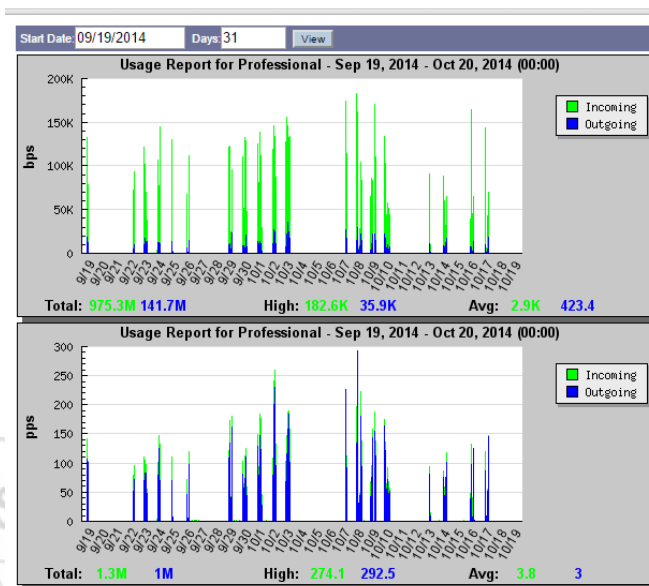 Start Date: 09/19/2014 Days: 31 View
Usage Report for Professional - Sep 19, 2014 - Oct 20, 2014 (00:00)
200K
150K
100K
50K
0
bps
Incoming
Outgoing
9/19 9/20 9/21 9/22 9/23 9/24 9/25 9/26 9/27 9/28 9/29 9/30 10/1 10/2 10/3 10/4 10/5 10/6 10/7 10/8 10/9 10/10 10/11 10/12 10/13 10/14 10/15 10/16 10/17 10/18 10/19
Total: 975.3M 141.7M High: 182.6K 35.9K Avg: 2.9K 423.4
Usage Report for Professional - Sep 19, 2014 - Oct 20, 2014 (00:00)
300
250
200
150
100
50
0
pps
Incoming
Outgoing
9/19 9/20 9/21 9/22 9/23 9/24 9/25 9/26 9/27 9/28 9/29 9/30 10/1 10/2 10/3 10/4 10/5 10/6 10/7 10/8 10/9 10/10 10/11 10/12 10/13 10/14 10/15 10/16 10/17 10/18 10/19
Total: 1.3M 1M High: 274.1 292.5 Avg: 3.8 3